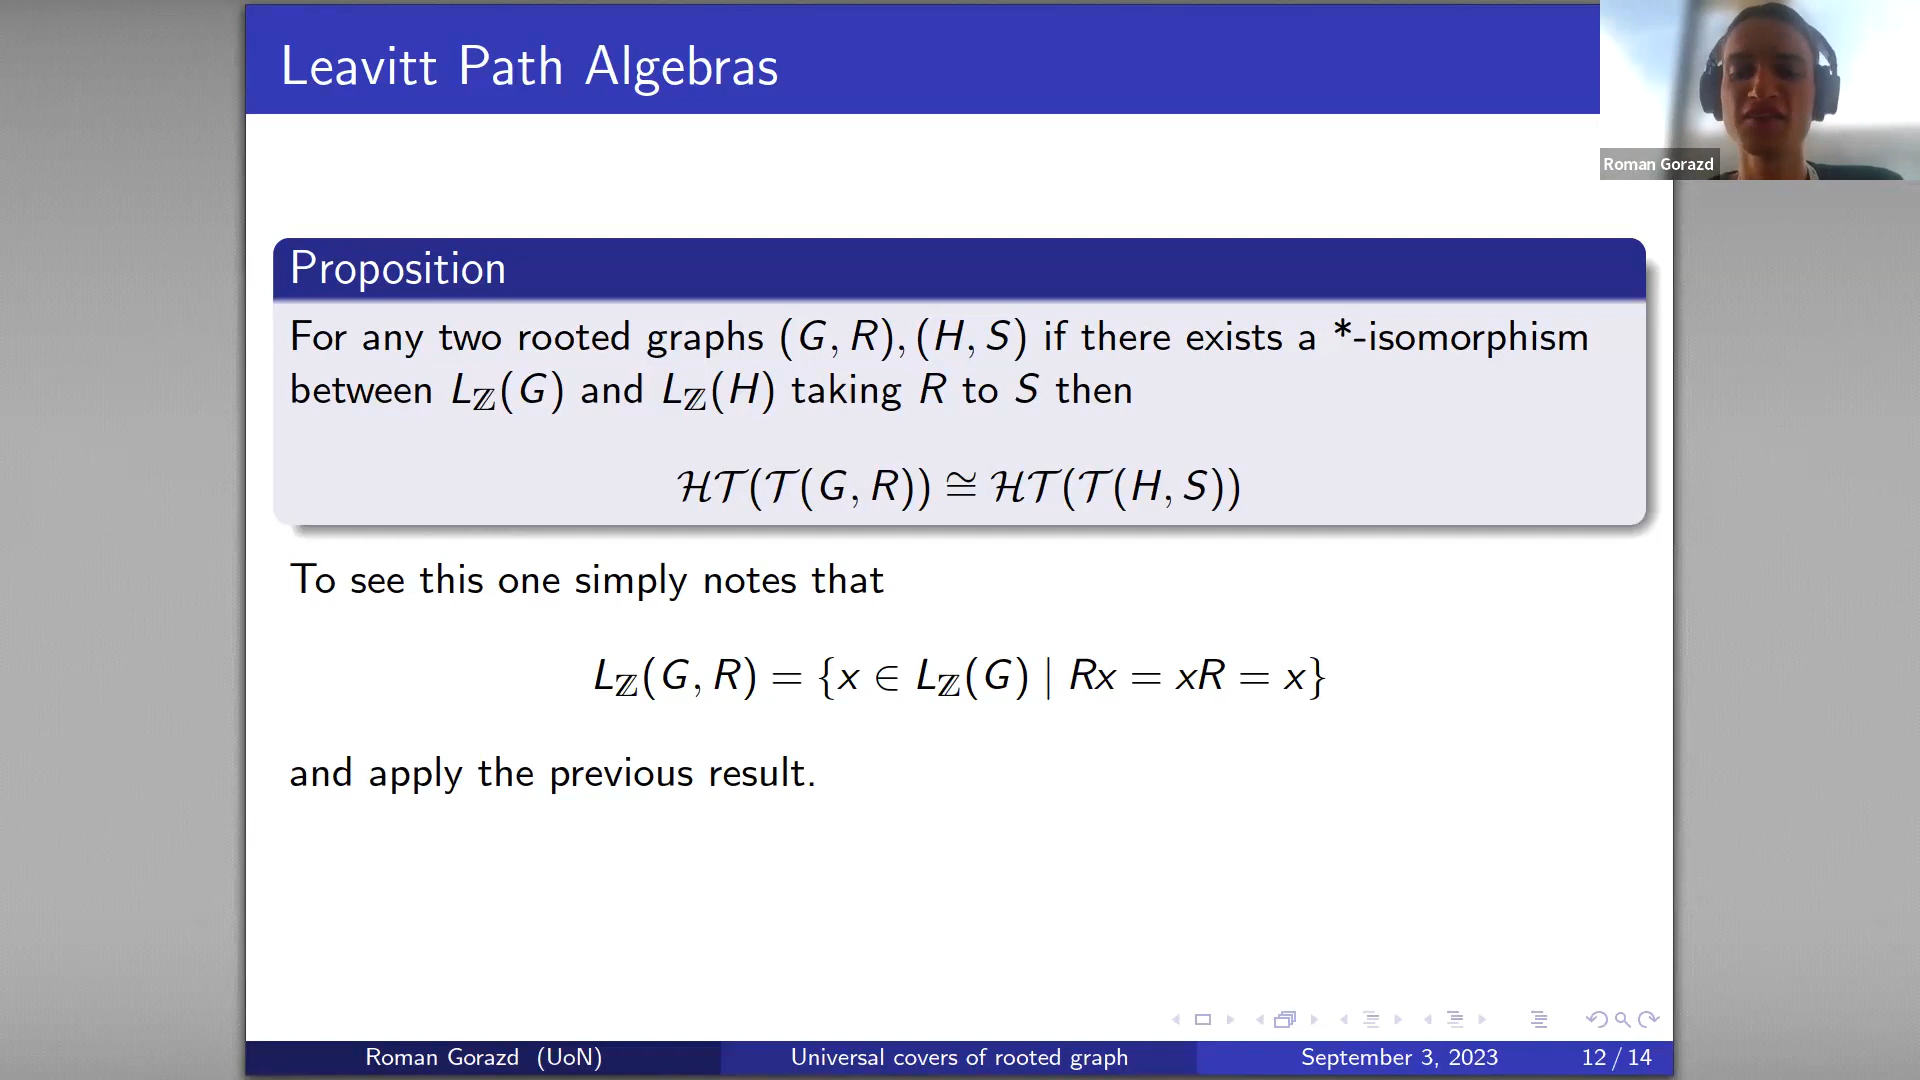 Leavitt Path Algebras
Roman Gorazd
Proposition
For any two rooted graphs (G, R), (H, S) if there exists a *-isomorphism
between L_ℤ(G) and L_ℤ(H) taking R to S then
ℋ𝒯(𝒯(G, R)) ≅ ℋ𝒯(𝒯(H, S))
To see this one simply notes that
L_ℤ(G, R) = {x ∈ L_ℤ(G) | Rx = xR = x}
and apply the previous result.
Roman Gorazd (UoN) Universal covers of rooted graph September 3, 2023 12 / 14